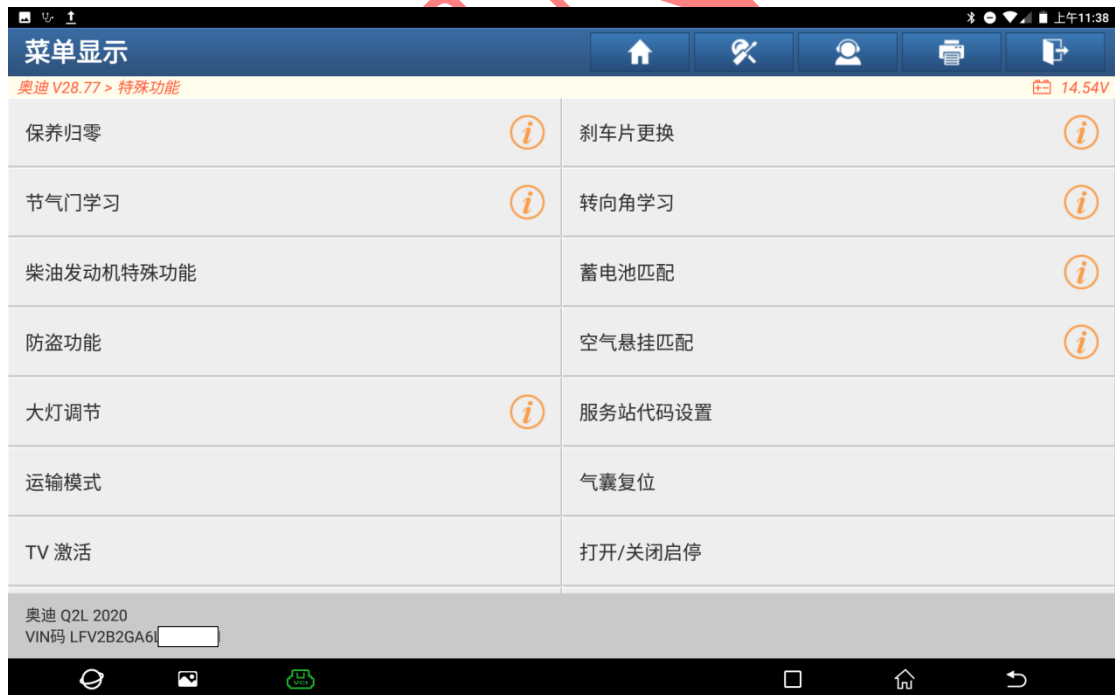 上午11:38
菜单显示
奥迪 V28.77 > 特殊功能
14.54V
保养归零
刹车片更换
节气门学习
转向角学习
柴油发动机特殊功能
蓄电池匹配
防盗功能
空气悬挂匹配
大灯调节
服务站代码设置
运输模式
气囊复位
TV 激活
打开/关闭启停
奥迪 Q2L 2020
VIN码 LFV2B2GA6L
VCI